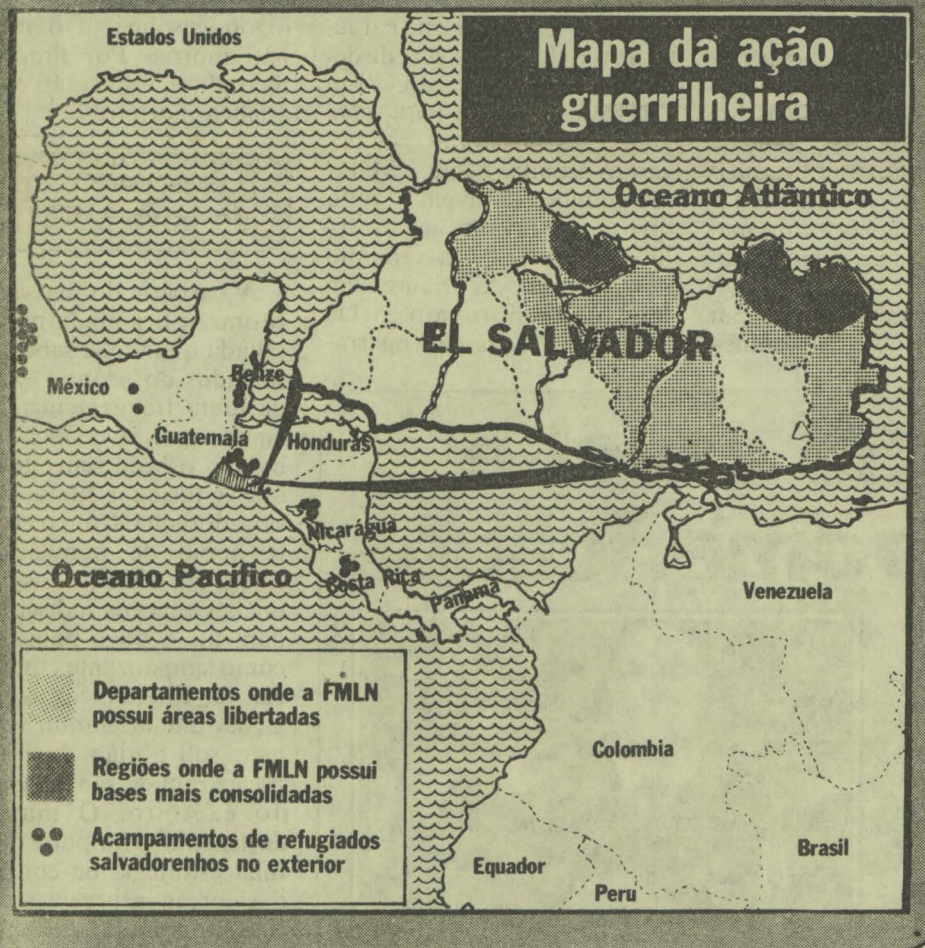 Estados Unidos
Mapa da ação
guerrilheira
Oceano Atlântico
EL SALVADOR
México
Belize
Guatemala
Honduras
Nicarágua
Oceano Pacífico
Costa Rica
Panamá
Venezuela
Departamentos onde a FMLN
possui áreas libertadas
Regiões onde a FMLN possui
bases mais consolidadas
Acampamentos de refugiados
salvadorenhos no exterior
Colombia
Equador
Peru
Brasil